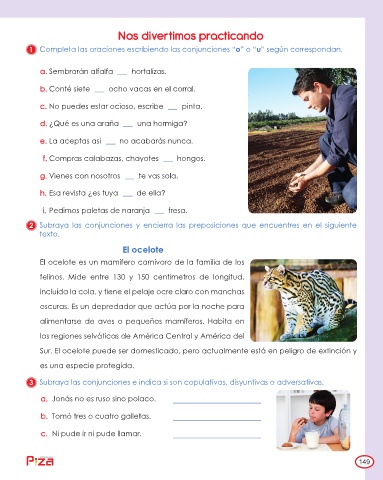 Nos divertimos practicando
1 Completa las oraciones escribiendo las conjunciones "o" o "u" según correspondan.
a. Sembrarán alfalfa ___ hortalizas.
b. Conté siete ___ ocho vacas en el corral.
c. No puedes estar ocioso, escribe ___ pinta.
d. ¿Qué es una araña ___ una hormiga?
e. La aceptas así ___ no acabarás nunca.
f. Compras calabazas, chayotes ___ hongos.
g. Vienes con nosotros ___ te vas sola.
h. Esa revista ¿es tuya ___ de ella?
i. Pedimos paletas de naranja ___ fresa.
2 Subraya las conjunciones y encierra las preposiciones que encuentres en el siguiente
texto.
El ocelote
El ocelote es un mamífero carnívoro de la familia de los
felinos. Mide entre 130 y 150 centímetros de longitud,
incluida la cola, y tiene el pelaje ocre claro con manchas
oscuras. Es un depredador que actúa por la noche para
alimentarse de aves o pequeños mamíferos. Habita en
las regiones selváticas de América Central y América del
Sur. El ocelote puede ser domesticado, pero actualmente está en peligro de extinción y
es una especie protegida.
3 Subraya las conjunciones e indica si son copulativas, disyuntivas o adversativas.
a. Jonás no es ruso sino polaco. ____________________
b. Tomó tres o cuatro galletas. ____________________
c. Ni pude ir ni pude llamar. ____________________
149